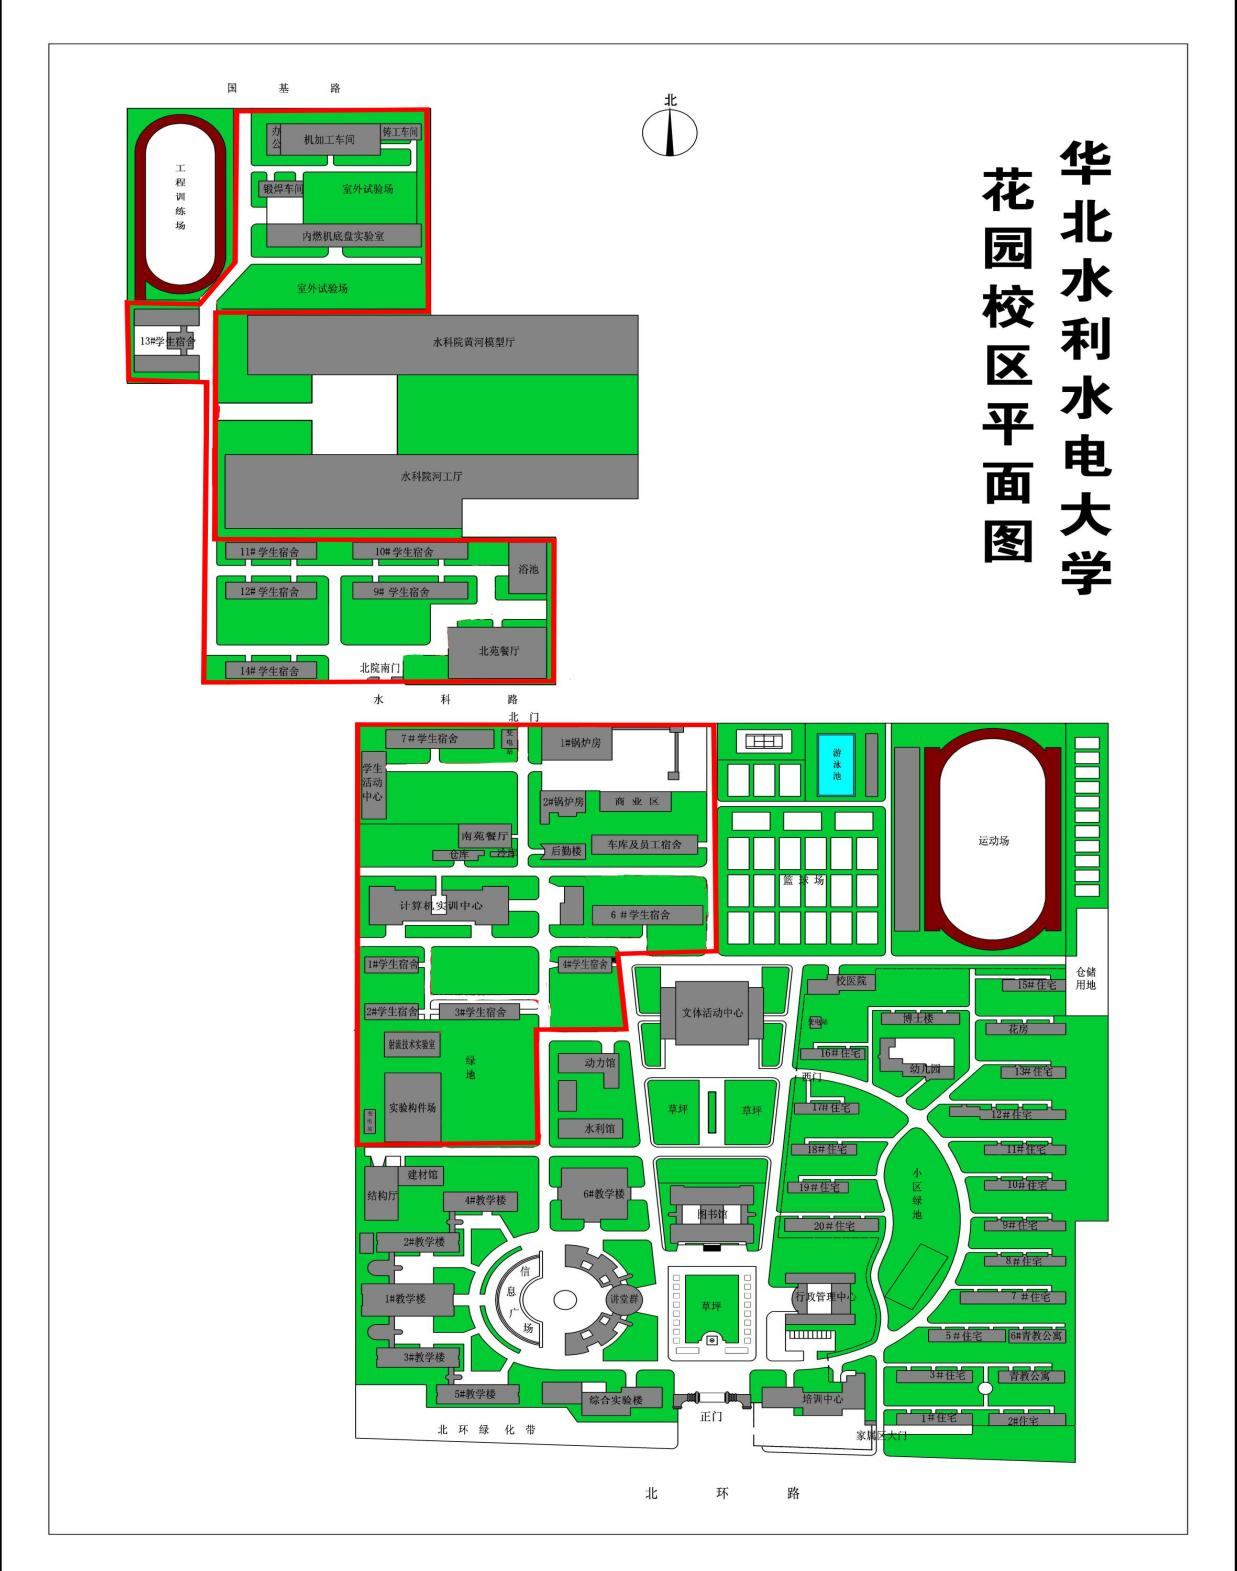 华北水利水电大学
花园校区平面图
北
国基路
工程训练场
办公
机加工车间
铸工车间
锻焊车间
室外试验场
内燃机底盘实验室
室外试验场
13#学生宿舍
水科院黄河模型厅
水科院河工厅
11#学生宿舍
10#学生宿舍
浴池
12#学生宿舍
9#学生宿舍
北苑餐厅
14#学生宿舍
北院南门
水科路
北门
7#学生宿舍
变电站
1#锅炉房
学生活动中心
2#锅炉房
商业区
南苑餐厅
仓库
冷库
后勤楼
车库及员工宿舍
游泳池
运动场
篮球场
计算机实训中心
6#学生宿舍
1#学生宿舍
4#学生宿舍
2#学生宿舍
3#学生宿舍
射流技术实验室
绿地
实验构件场
变电站
动力馆
水利馆
文体活动中心
草坪
草坪
校医院
变电站
博士楼
15#住宅
仓储用地
花房
16#住宅
幼儿园
13#住宅
西门
17#住宅
12#住宅
18#住宅
11#住宅
19#住宅
小区绿地
10#住宅
20#住宅
9#住宅
8#住宅
7#住宅
5#住宅
6#青教公寓
3#住宅
青教公寓
1#住宅
2#住宅
建材馆
结构厅
4#教学楼
6#教学楼
图书馆
2#教学楼
信息广场
1#教学楼
讲堂群
草坪
行政管理中心
3#教学楼
5#教学楼
综合实验楼
培训中心
正门
北环绿化带
家属区大门
北环路